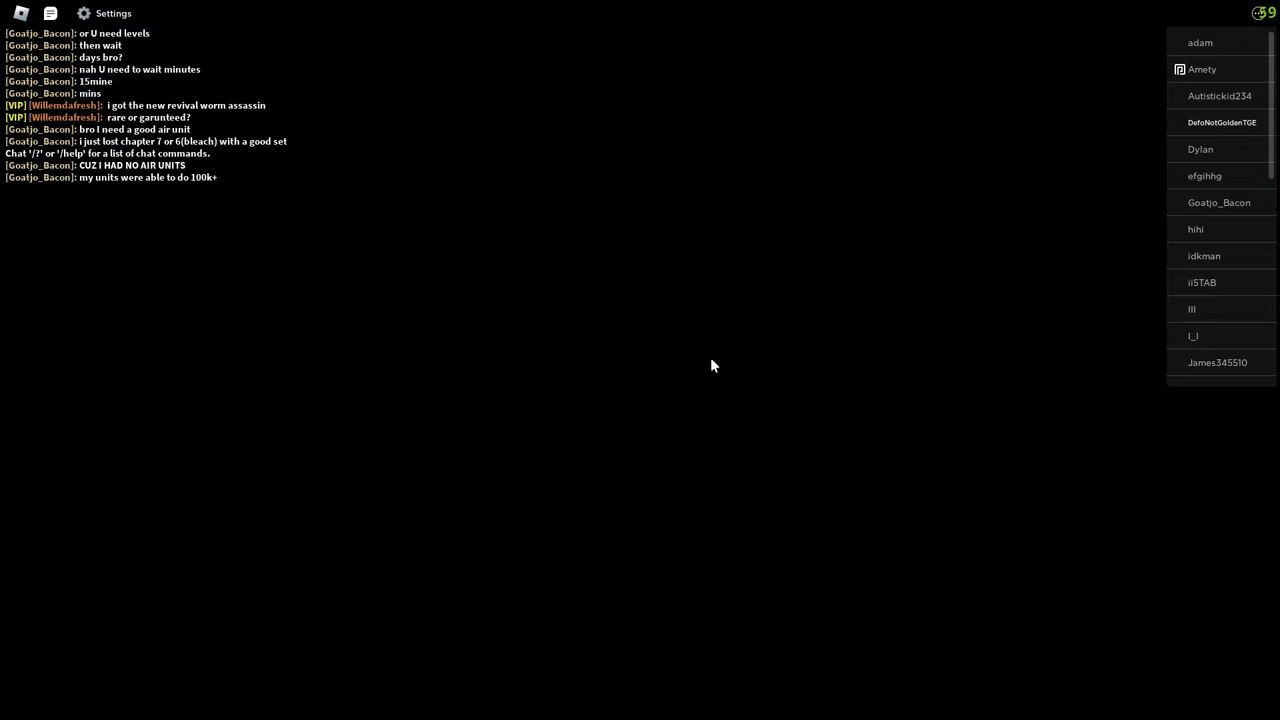 Settings
59
[Goatjo_Bacon]: or U need levels
[Goatjo_Bacon]: then wait
[Goatjo_Bacon]: days bro?
[Goatjo_Bacon]: nah U need to wait minutes
[Goatjo_Bacon]: 15mine
[Goatjo_Bacon]: mins
[VIP] [Willemdafresh]: i got the new revival worm assassin
[VIP] [Willemdafresh]: rare or garunteed?
[Goatjo_Bacon]: bro I need a good air unit
[Goatjo_Bacon]: i just lost chapter 7 or 6(bleach) with a good set
Chat '/?' or '/help' for a list of chat commands.
[Goatjo_Bacon]: CUZ I HAD NO AIR UNITS
[Goatjo_Bacon]: my units were able to do 100k+
adam
Amety
Autistickid234
DefoNotGoldenTGE
Dylan
efgihhg
Goatjo_Bacon
hihi
idkman
ii5TAB
III
I_I
James345510